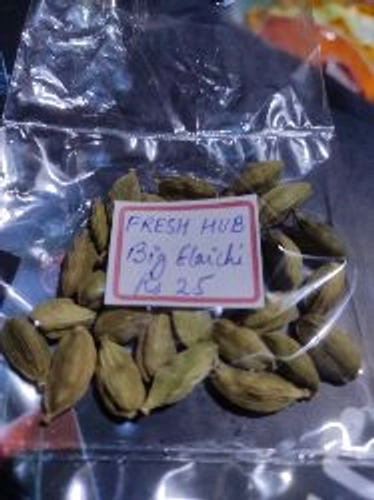 FRESH HUB
Big Elaichi
Rs 25